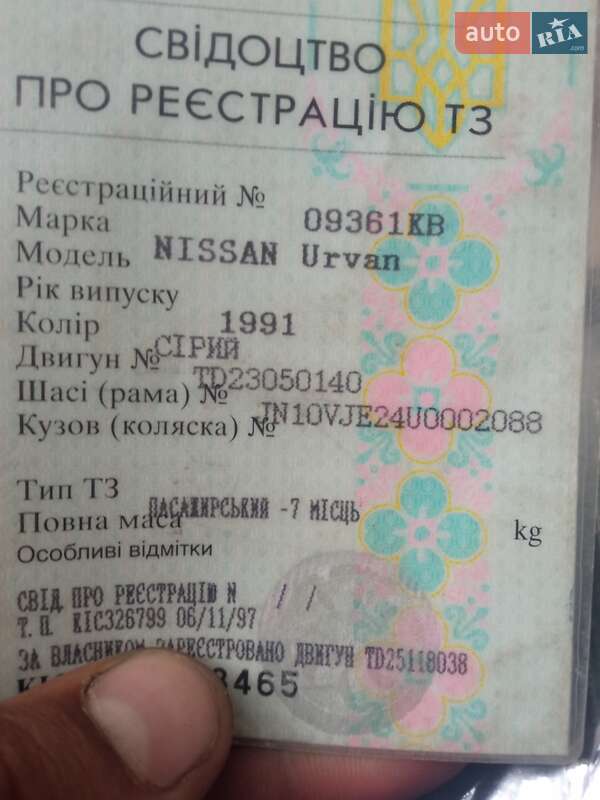 auto RIA .com
СВІДОЦТВО
ПРО РЕЄСТРАЦІЮ ТЗ
Реєстраційний №
Марка 09361КВ
Модель NISSAN Urvan
Рік випуску
Колір 1991
Двигун № СІРИЙ
Шасі (рама) № TD23050140
Кузов (коляска) № JN10VJE24U0002088
Тип ТЗ
Повна маса ПАСАЖИРСЬКИЙ -7 МІСЦЬ kg
Особливі відмітки
СВІД ПРО РЕЄСТРАЦІЮ N / /
Т. П. КІС326799 06/11/97
ЗА ВЛАСНИКОМ ЗАРЕЄСТРОВАНО ДВИГУН TD25118038
3465